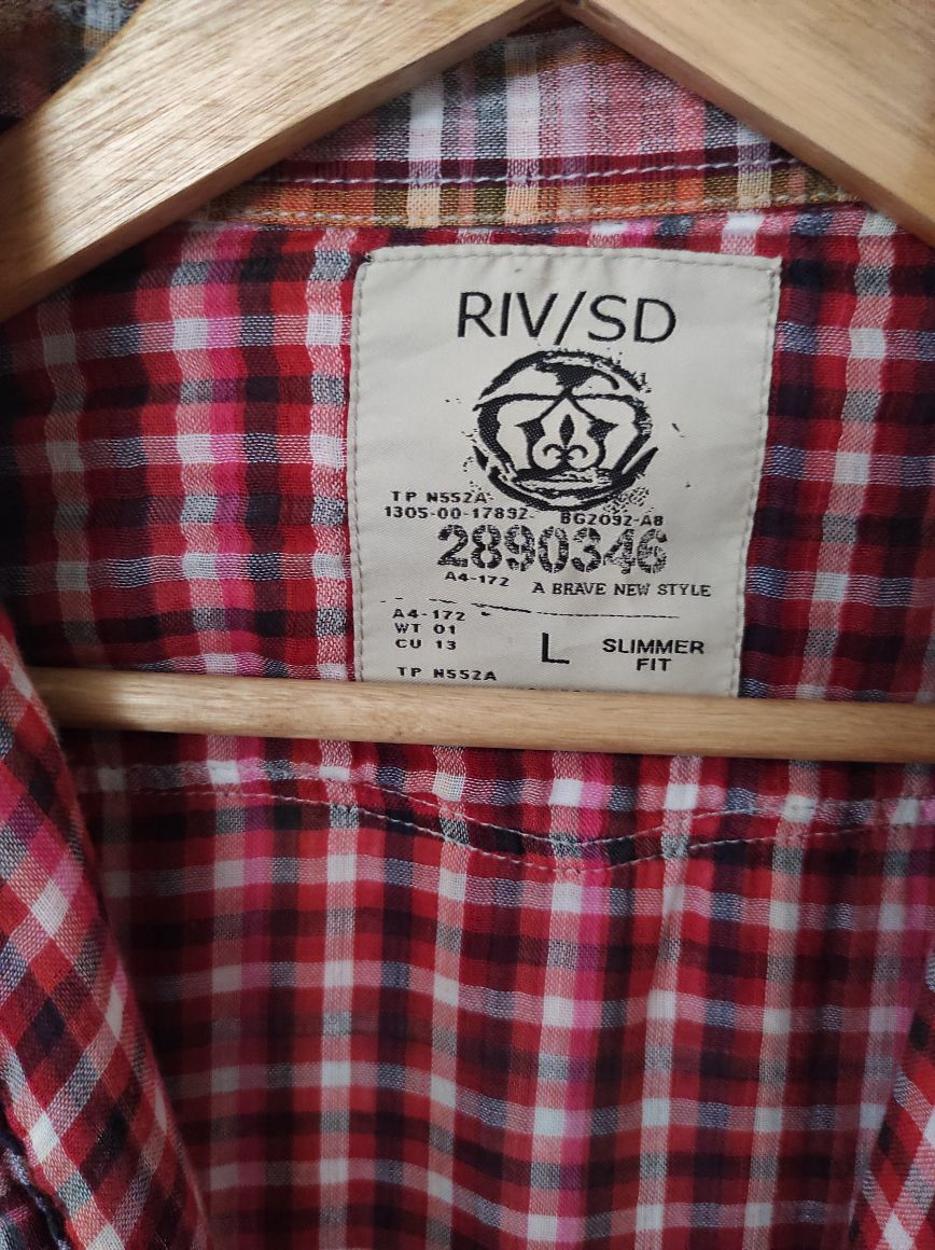 RIV/SD
TP N552A
1305-00-17892 BG2092-A8
2890346
A4-172 A BRAVE NEW STYLE
A4-172
WT 01
CU 13
L SLIMMER
FIT
TP N552A